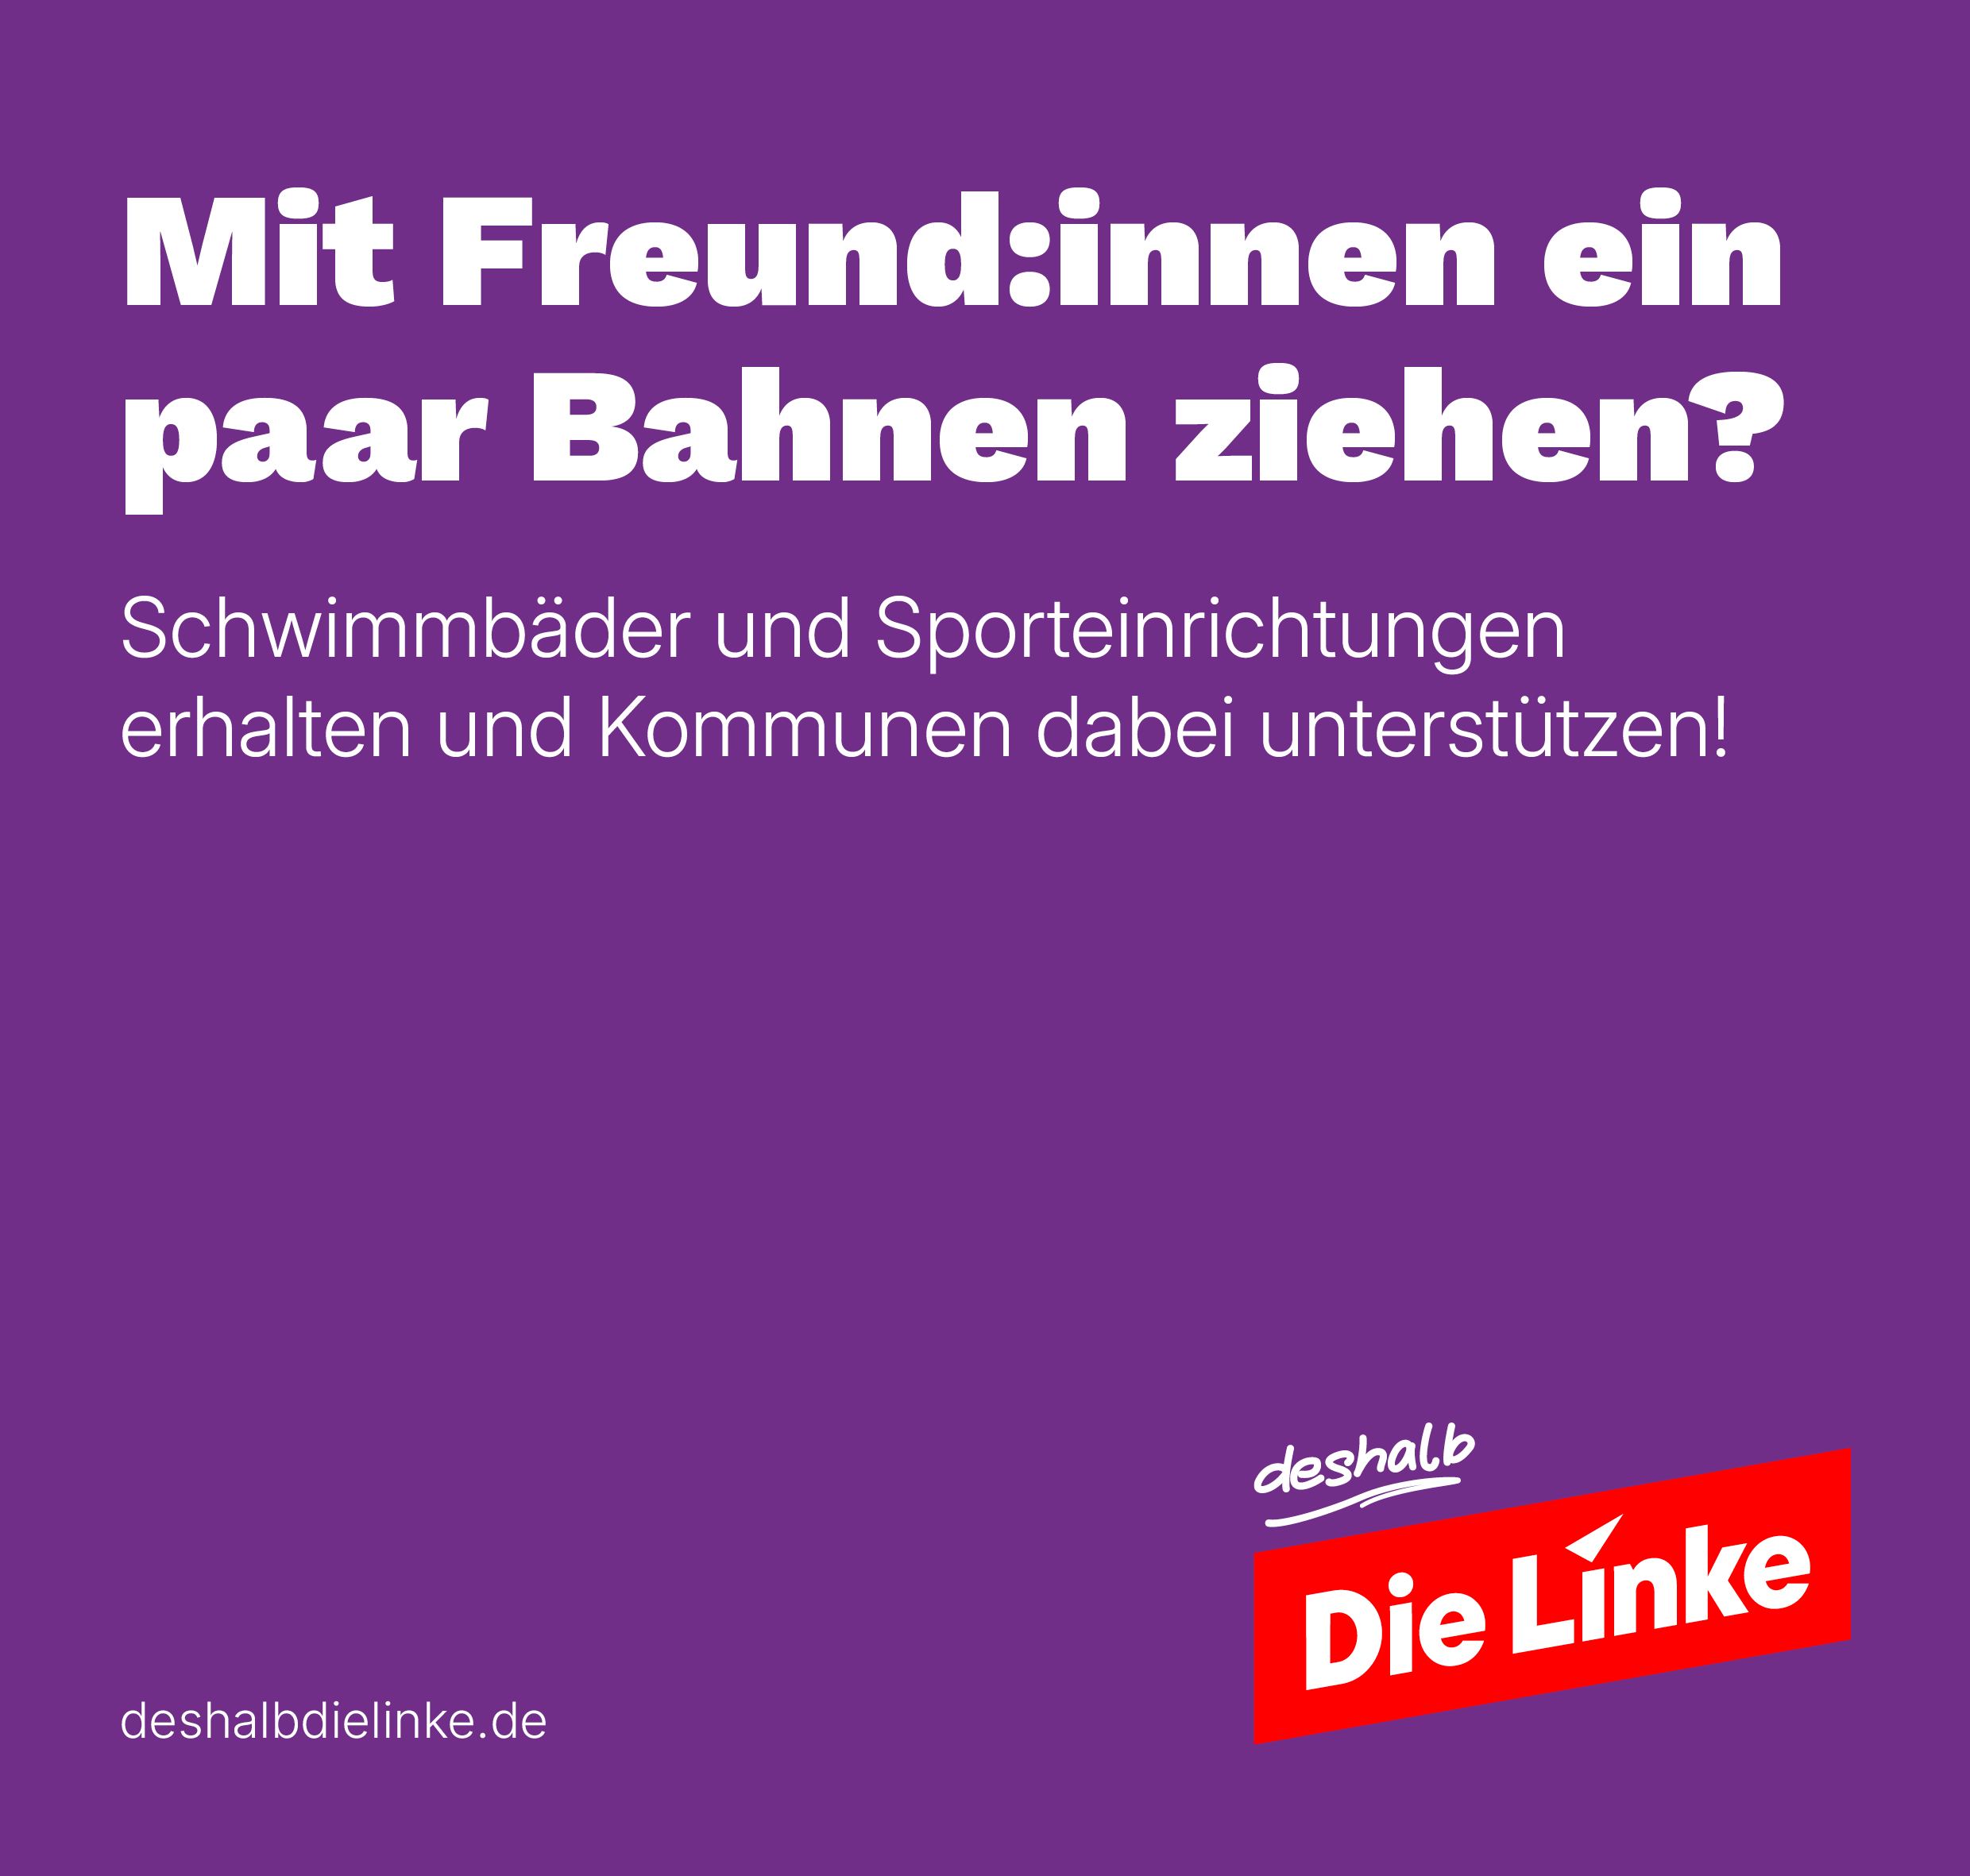 Mit Freund:innen ein
paar Bahnen ziehen?
Schwimmbäder und Sporteinrichtungen
erhalten und Kommunen dabei unterstützen!
deshalb
Die Linke
deshalbdielinke.de